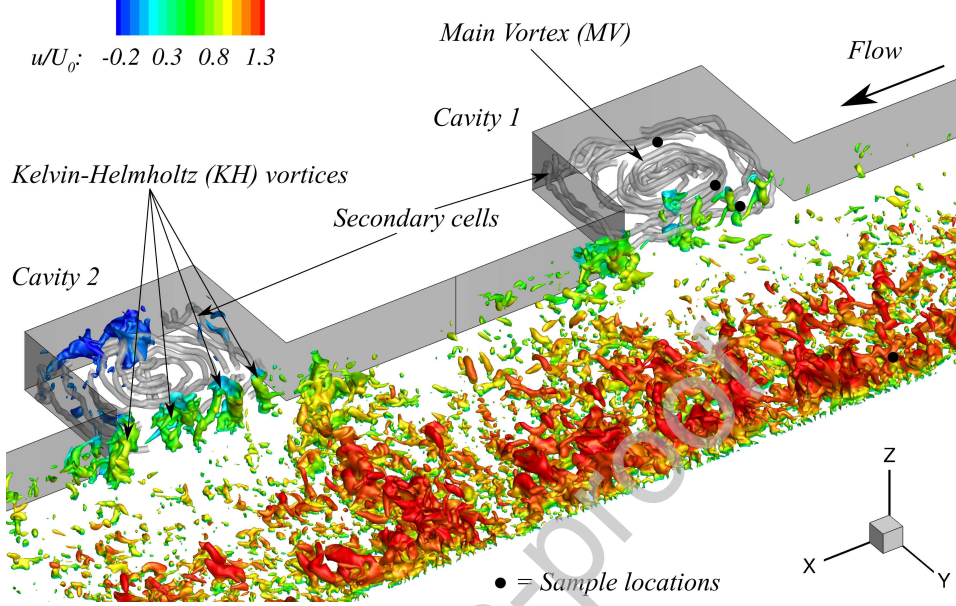 u/U₀: -0.2 0.3 0.8 1.3
Main Vortex (MV)
Flow
Cavity 1
Kelvin-Helmholtz (KH) vortices
Secondary cells
Cavity 2
-proof
Z
X
Y
● = Sample locations